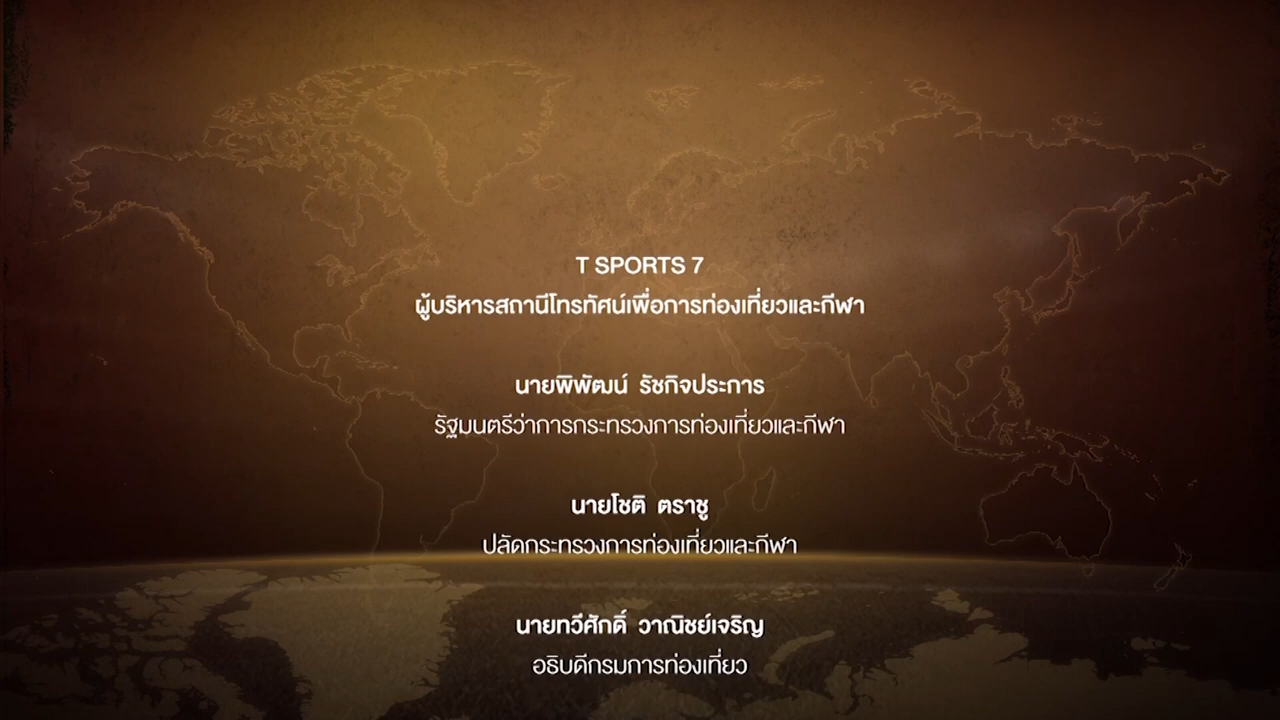 T SPORTS 7
ผู้บริหารสถานีโทรทัศน์เพื่อการท่องเที่ยวและกีฬา
นายพิพัฒน์ รัชกิจประการ
รัฐมนตรีว่าการกระทรวงการท่องเที่ยวและกีฬา
นายโชติ ตราชู
ปลัดกระทรวงการท่องเที่ยวและกีฬา
นายทวีศักดิ์ วาณิชย์เจริญ
อธิบดีกรมการท่องเที่ยว